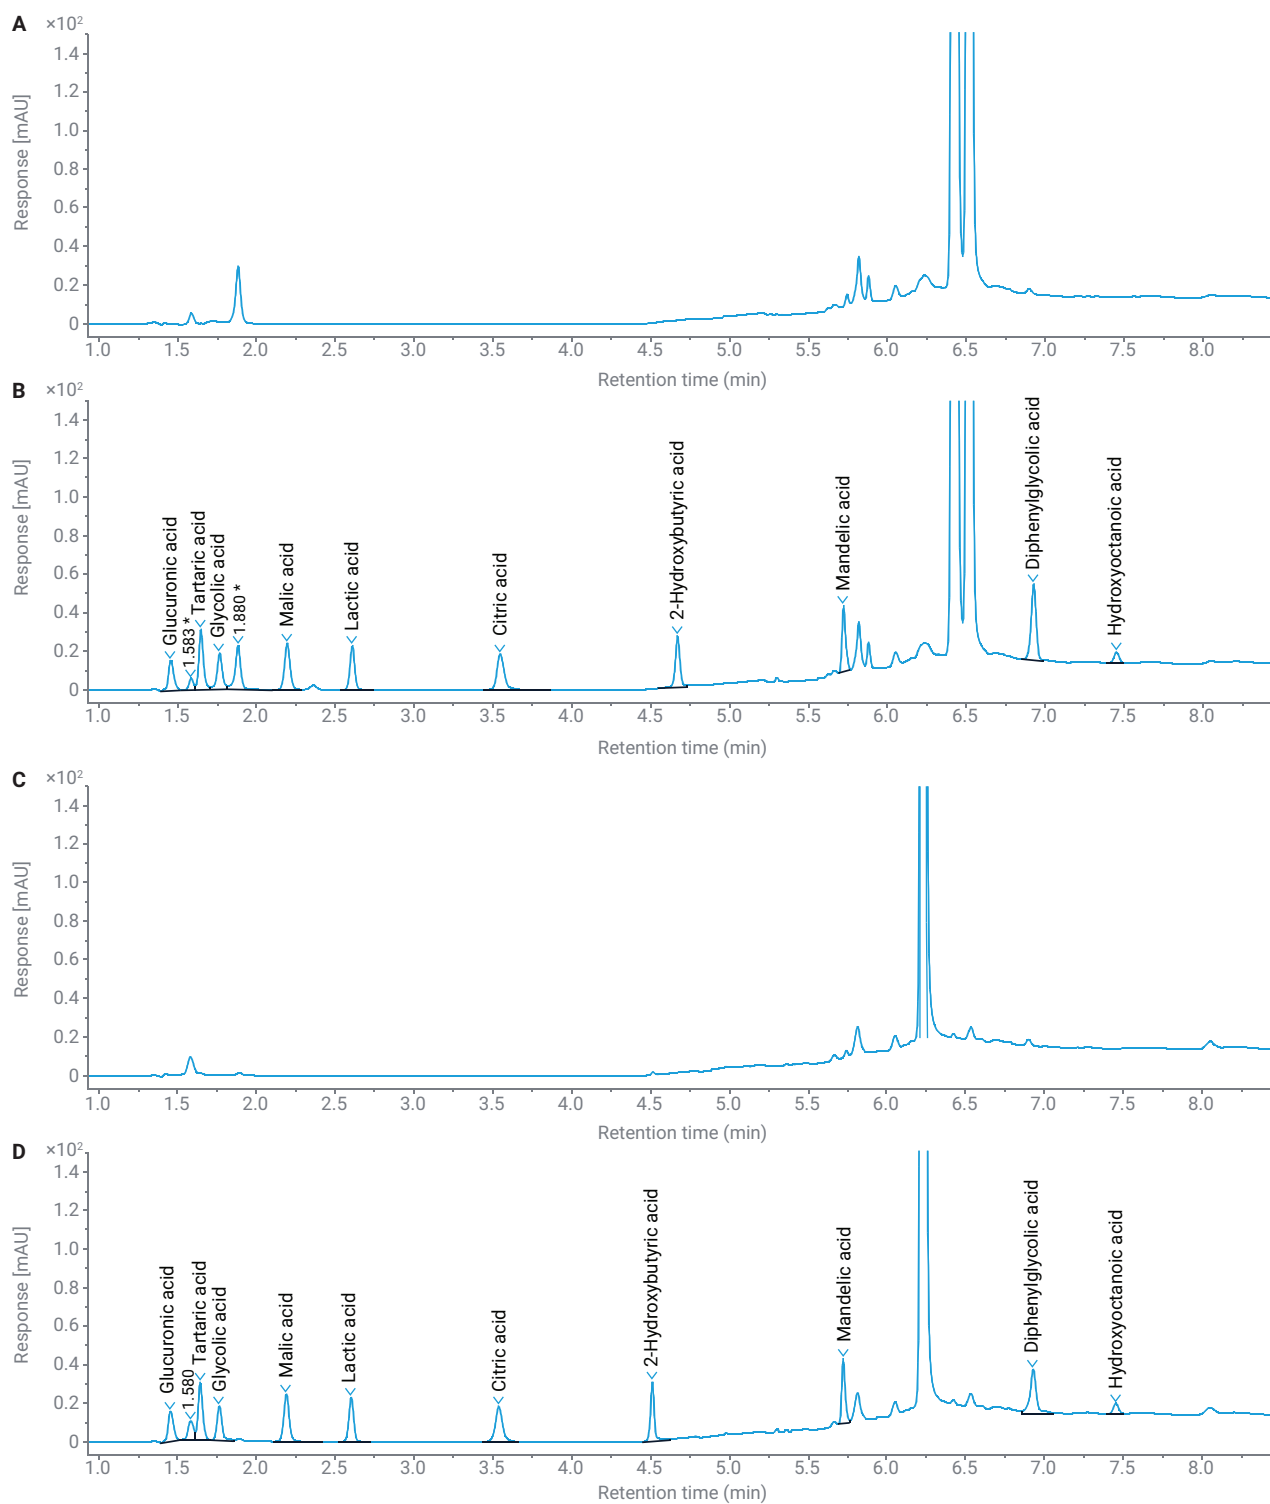 A
×10²
Response [mAU]
1.4
1.2
1.0
0.8
0.6
0.4
0.2
0
1.0 1.5 2.0 2.5 3.0 3.5 4.0 4.5 5.0 5.5 6.0 6.5 7.0 7.5 8.0
Retention time (min)
B
×10²
Response [mAU]
1.4
1.2
1.0
0.8
0.6
0.4
0.2
0
Glucuronic acid
1.583 *
Tartaric acid
Glycolic acid
1.880 *
Malic acid
Lactic acid
Citric acid
2-Hydroxybutyric acid
Mandelic acid
Diphenylglycolic acid
Hydroxyoctanoic acid
1.0 1.5 2.0 2.5 3.0 3.5 4.0 4.5 5.0 5.5 6.0 6.5 7.0 7.5 8.0
Retention time (min)
C
×10²
Response [mAU]
1.4
1.2
1.0
0.8
0.6
0.4
0.2
0
1.0 1.5 2.0 2.5 3.0 3.5 4.0 4.5 5.0 5.5 6.0 6.5 7.0 7.5 8.0
Retention time (min)
D
×10²
Response [mAU]
1.4
1.2
1.0
0.8
0.6
0.4
0.2
0
Glucuronic acid
1.580
Tartaric acid
Glycolic acid
Malic acid
Lactic acid
Citric acid
2-Hydroxybutyric acid
Mandelic acid
Diphenylglycolic acid
Hydroxyoctanoic acid
1.0 1.5 2.0 2.5 3.0 3.5 4.0 4.5 5.0 5.5 6.0 6.5 7.0 7.5 8.0
Retention time (min)